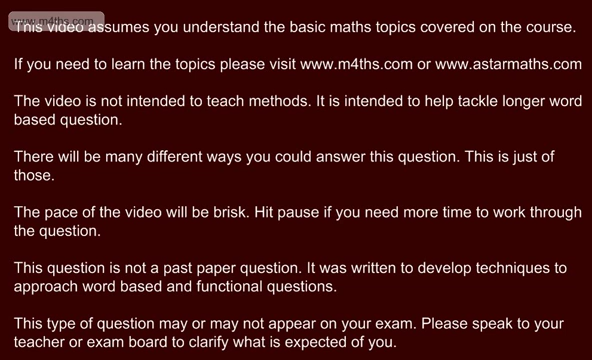 www.m4ths.com
This video assumes you understand the basic maths topics covered on the course.
If you need to learn the topics please visit www.m4ths.com or www.astarmaths.com
The video is not intended to teach methods. It is intended to help tackle longer word
based question.
There will be many different ways you could answer this question. This is just of
those.
The pace of the video will be brisk. Hit pause if you need more time to work through
the question.
This question is not a past paper question. It was written to develop techniques to
approach word based and functional questions.
This type of question may or may not appear on your exam. Please speak to your
teacher or exam board to clarify what is expected of you.